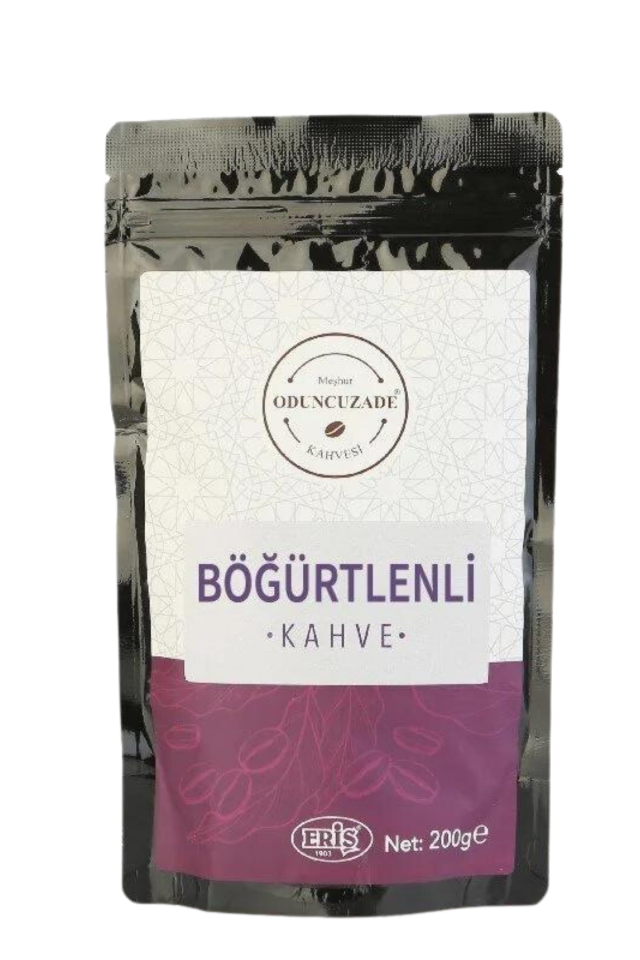 Meşhur
ODUNCUZADE®
KAHVESİ
BÖĞÜRTLENLİ
·KAHVE·
ERİŞ®
1903
Net: 200g℮